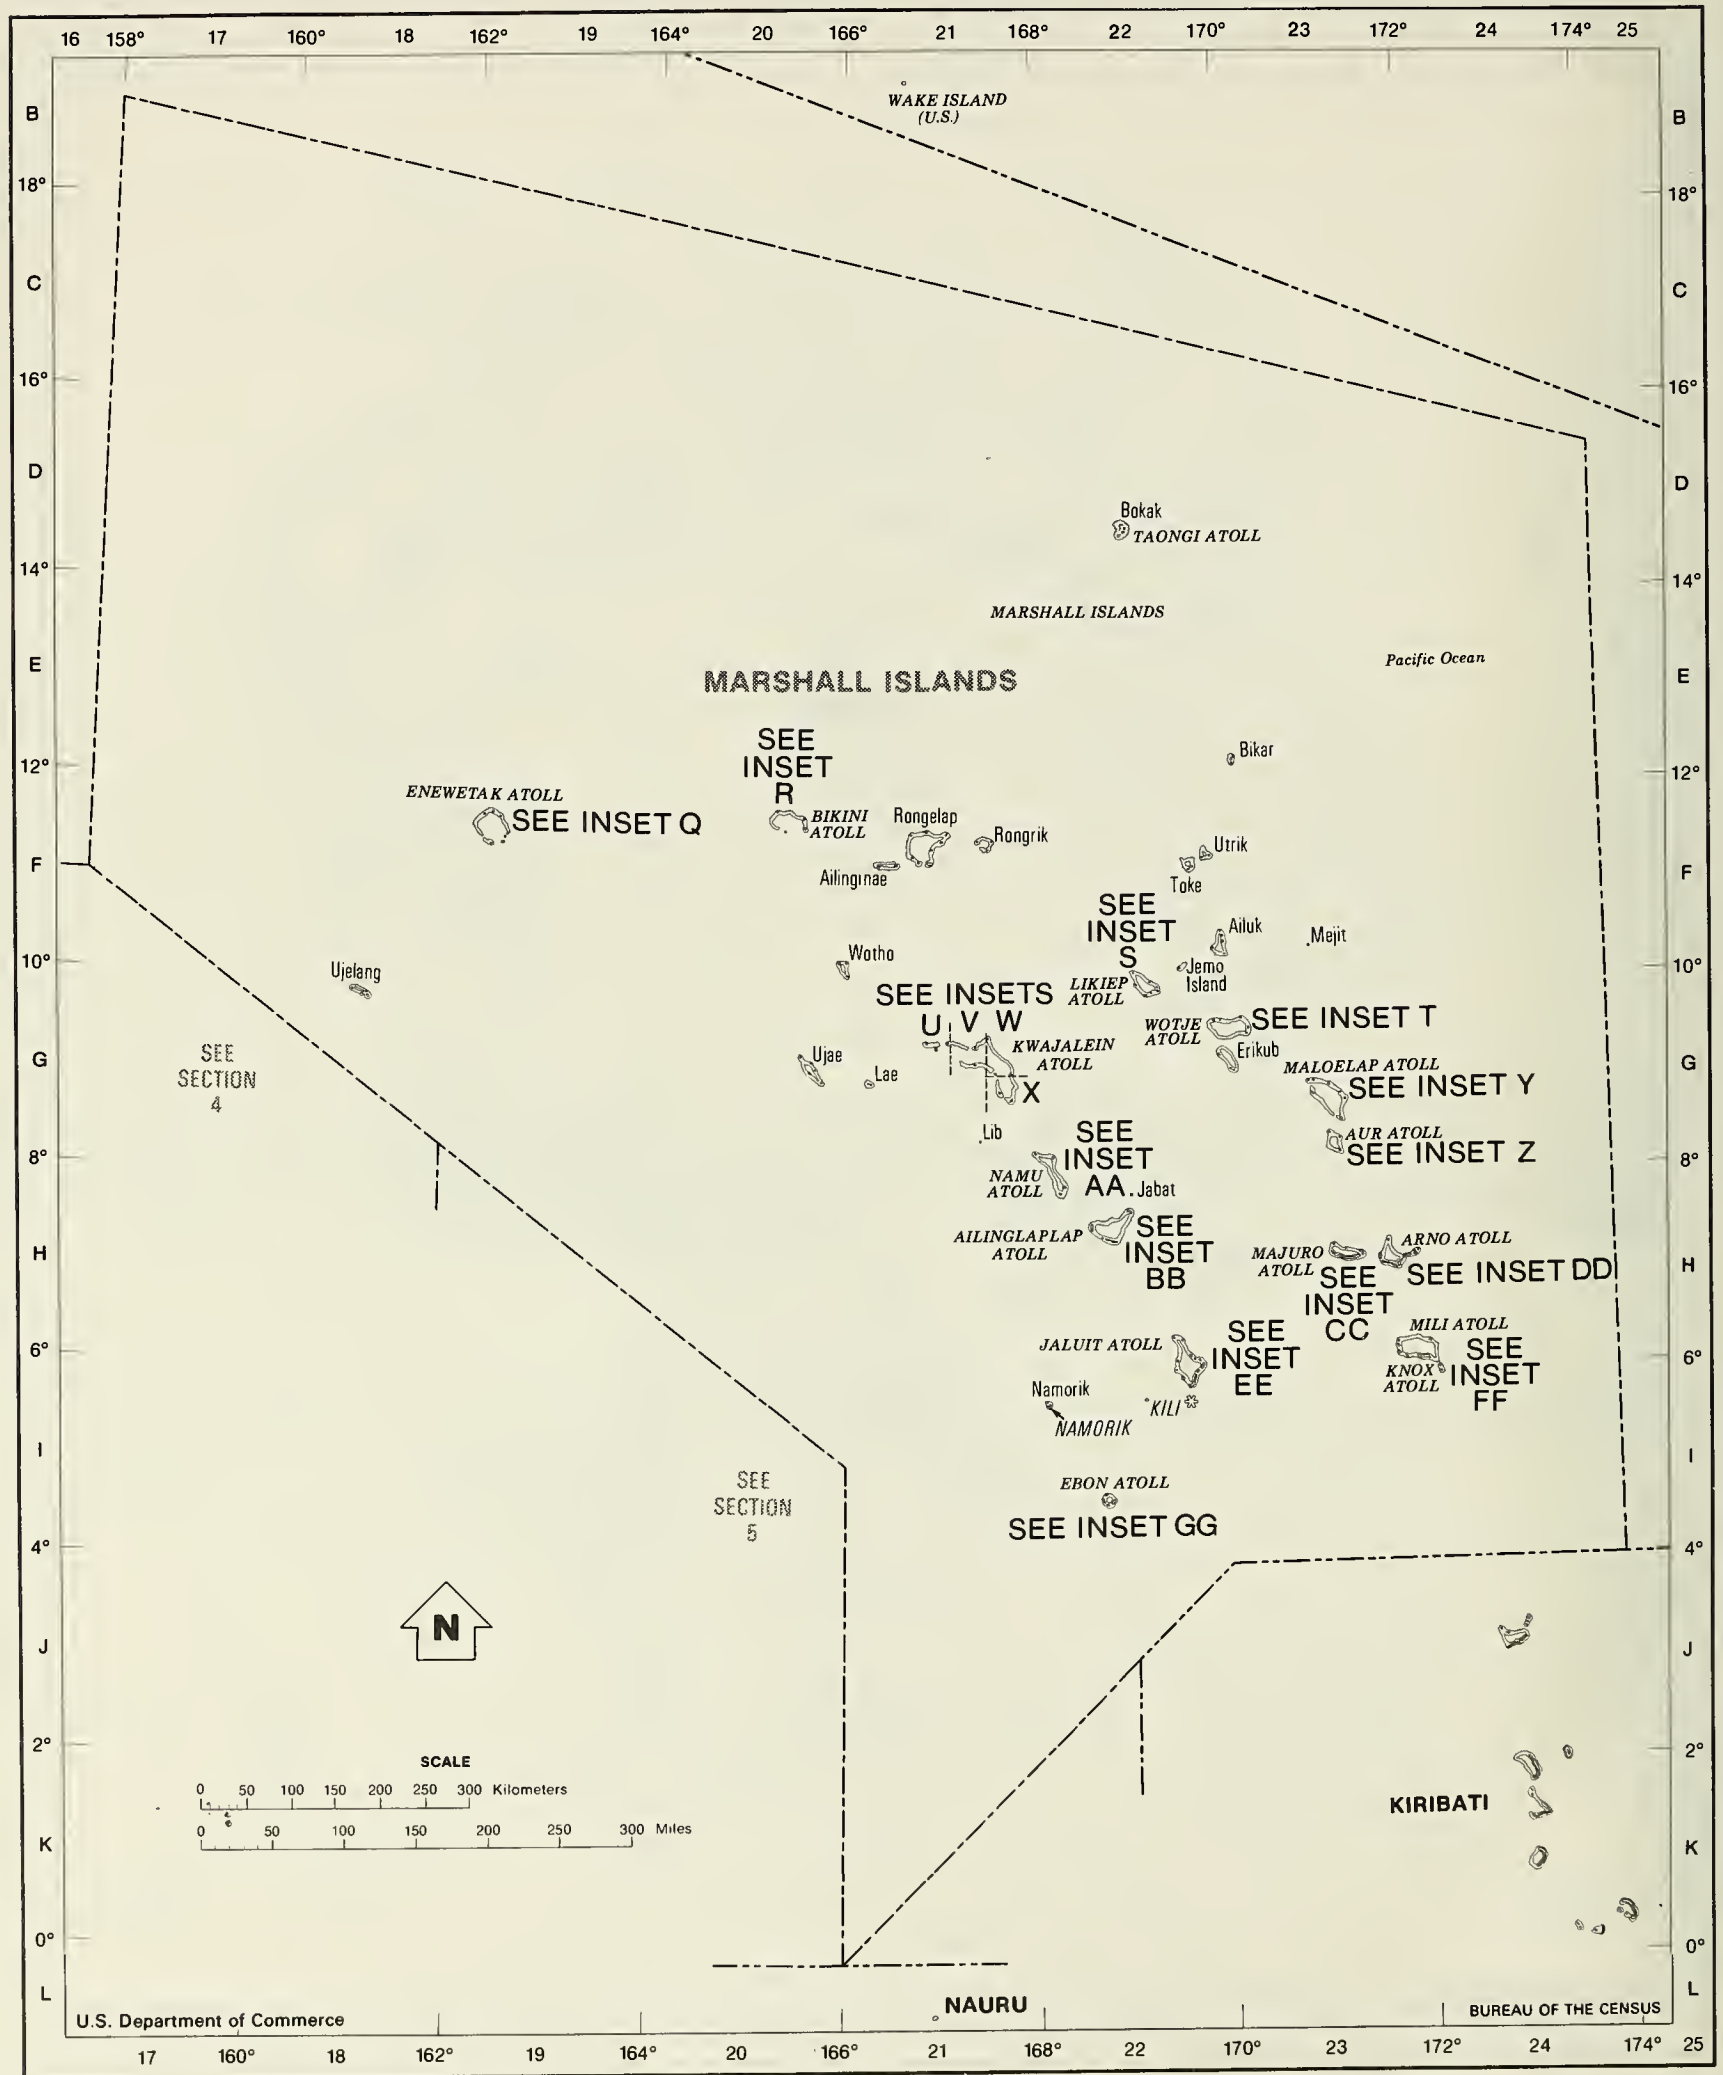 16 158° 17 160° 18 162° 19 164° 20 166° 21 168° 22 170° 23 172° 24 174° 25
WAKE ISLAND
(U.S.)
B
B
18°
18°
C
C
16°
16°
D
D
Bokak
TAONGI ATOLL
14°
14°
MARSHALL ISLANDS
Pacific Ocean
E
E
MARSHALL ISLANDS
SEE
INSET
R
Bikar
12°
12°
ENEWETAK ATOLL
SEE INSET Q
BIKINI
ATOLL
Rongelap
Rongrik
Ailinginae
Utrik
Toke
F
F
SEE
INSET
S
Ailuk
Mejit
Wotho
Ujelang
10°
10°
Jemo
Island
LIKIEP
ATOLL
SEE INSETS
U V W
WOTJE
ATOLL
SEE INSET T
KWAJALEIN
ATOLL
Erikub
SEE
SECTION
4
Ujae
Lae
G
G
MALOELAP ATOLL
SEE INSET Y
X
Lib
SEE
INSET
AA
AUR ATOLL
SEE INSET Z
8°
8°
NAMU
ATOLL
Jabat
AILINGLAPLAP
ATOLL
SEE
INSET
BB
MAJURO
ATOLL
ARNO ATOLL
H
H
SEE INSET DD
SEE
INSET
CC
MILI ATOLL
JALUIT ATOLL
SEE
INSET
EE
SEE
INSET
FF
6°
6°
KNOX
ATOLL
Namorik
NAMORIK
KILI
I
I
SEE
SECTION
5
EBON ATOLL
SEE INSET GG
4°
4°
N
J
J
2°
2°
SCALE
0 50 100 150 200 250 300 Kilometers
0 50 100 150 200 250 300 Miles
KIRIBATI
K
K
0°
0°
L
L
NAURU
U.S. Department of Commerce
BUREAU OF THE CENSUS
17 160° 18 162° 19 164° 20 166° 21 168° 22 170° 23 172° 24 174° 25